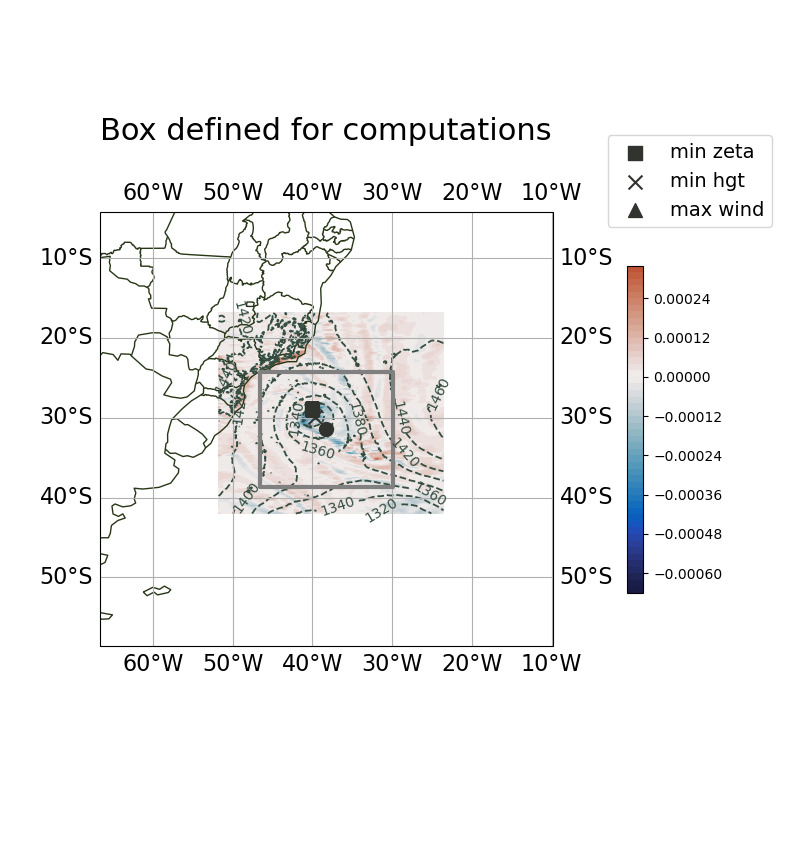 Box defined for computations
min zeta
min hgt
max wind
60°W 50°W 40°W 30°W 20°W 10°W
10°S 10°S
20°S 20°S
30°S 30°S
40°S 40°S
50°S 50°S
60°W 50°W 40°W 30°W 20°W 10°W
1420
1460
1440
1380
1340
1360
1420
1400
1360
1340
1320
0.00024
0.00012
0.00000
−0.00012
−0.00024
−0.00036
−0.00048
−0.00060